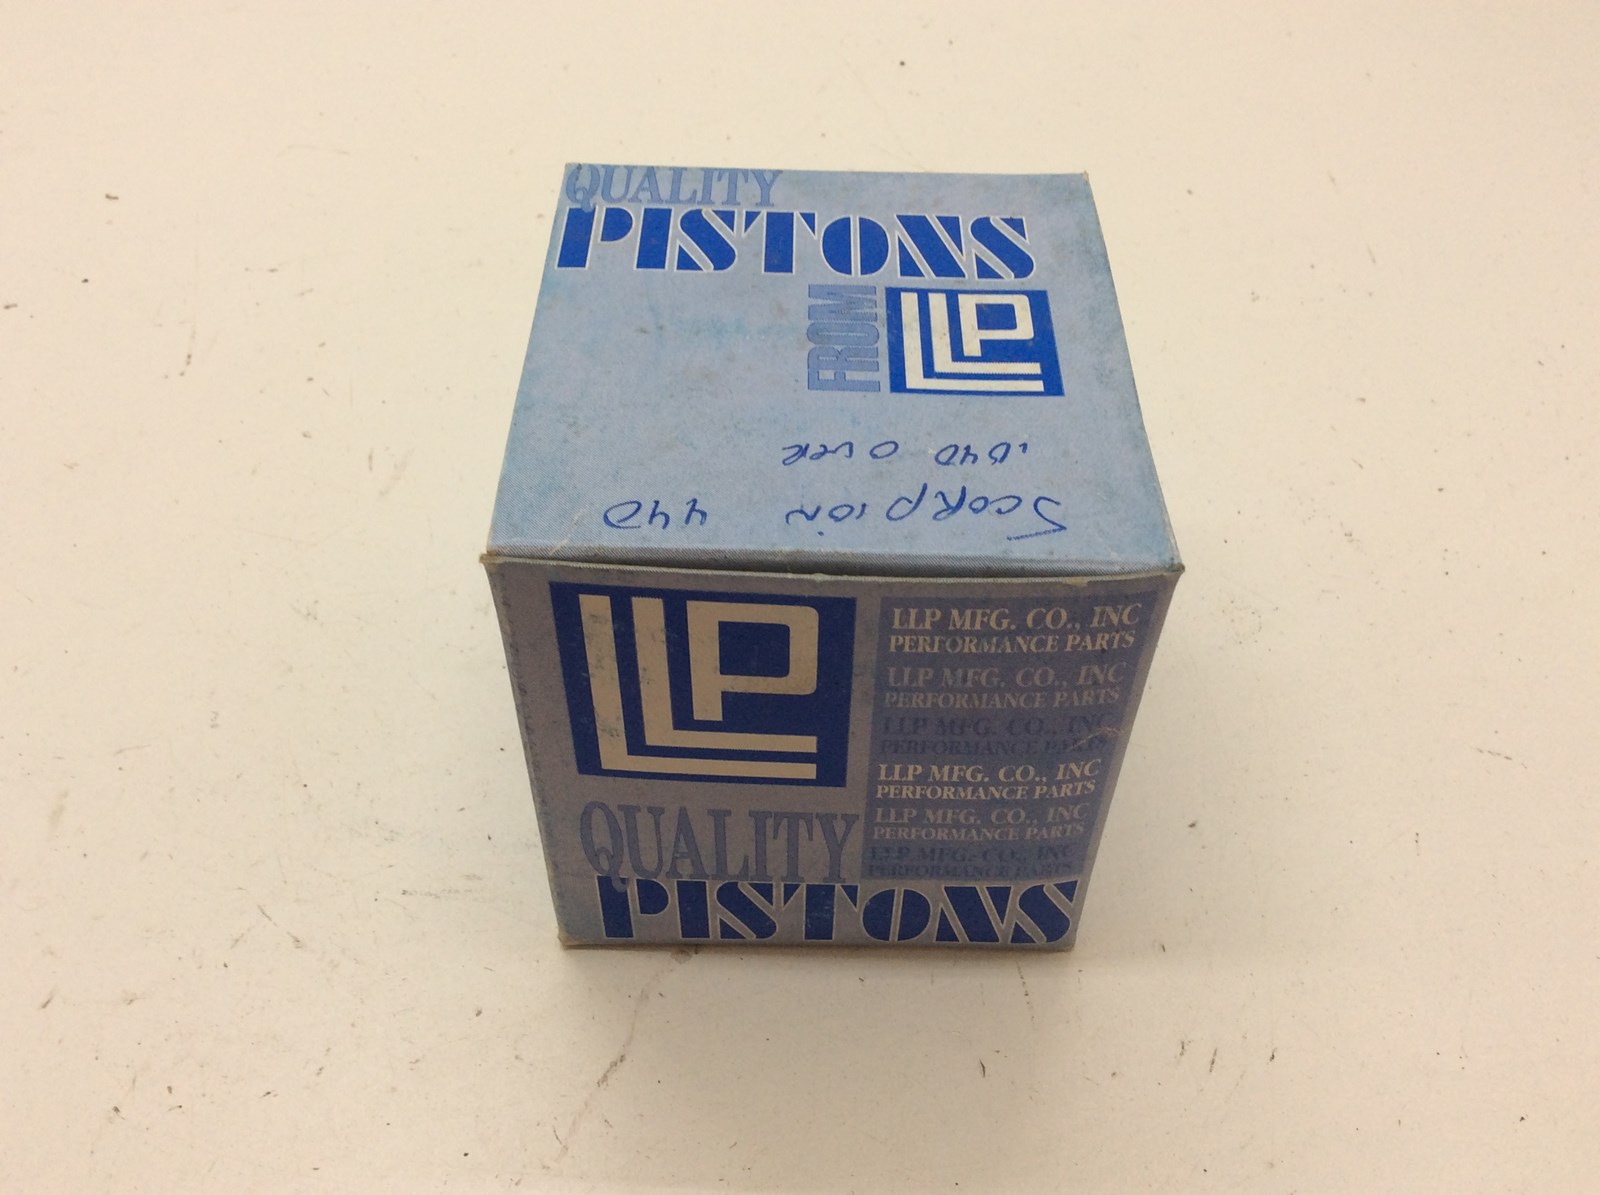 QUALITY
PISTONS
FROM
LLP
Scorpion 440
.040 over
LLP
QUALITY
PISTONS
LLP MFG. CO., INC
PERFORMANCE PARTS
LLP MFG. CO., INC
PERFORMANCE PARTS
LLP MFG. CO., INC
PERFORMANCE PARTS
LLP MFG. CO., INC
PERFORMANCE PARTS
LLP MFG. CO., INC
PERFORMANCE PARTS
LLP MFG. CO., INC
PERFORMANCE PARTS